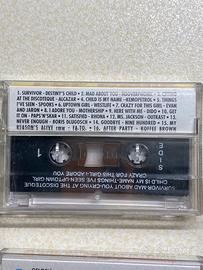 1. SURVIVOR - DESTINY'S CHILD • 2. MAD ABOUT YOU - HOOVERPHONIC • 3. CRYING
AT THE DISCOTEQUE - ALCAZAR • 4. CHILD IS MY NAME - KEMOPETROL • 5. THINGS
I'VE SEEN - SPOOKS • 6. UPTOWN GIRL - WESTLIFE • 7. CRAZY FOR THIS GIRL - EVAN
AND JARON • 8. I ADORE YOU - MOTHERSHIP • 9. HERE WITH ME - DIDO • 10. GET
ON - PAPS'N'SKAR • 11. SATISFIED - RHONA • 12. MS. JACKSON - OUTKAST • 13.
NEVER ENOUGH - BORIS DLUGOSCH • 14. GOODBYE - NINE HUNDRED • 15. MY
ALIVE • 16. AFTER PARTY - KOFFEE BROWN
1
SIDE
SURVIVOR-MAD ABOUT YOU-CRYING AT THE DISCOTEQUE
CHILD IS MY NAME-THINGS I'VE SEEN-UPTOWN GIRL
CRAZY FOR THIS GIRL-I ADORE YOU